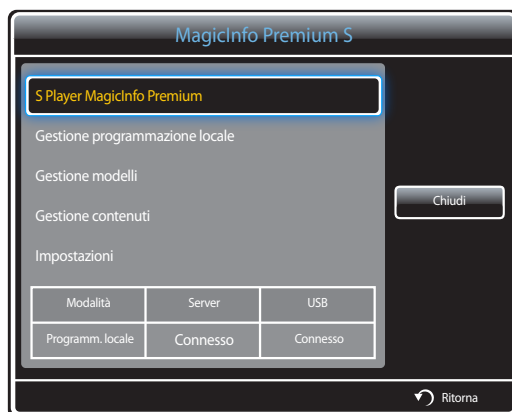 MagicInfo Premium S
S Player MagicInfo Premium
Gestione programmazione locale
Gestione modelli
Gestione contenuti
Impostazioni
Chiudi
Modalità Server USB
Programm. locale Connesso Connesso
Ritorna